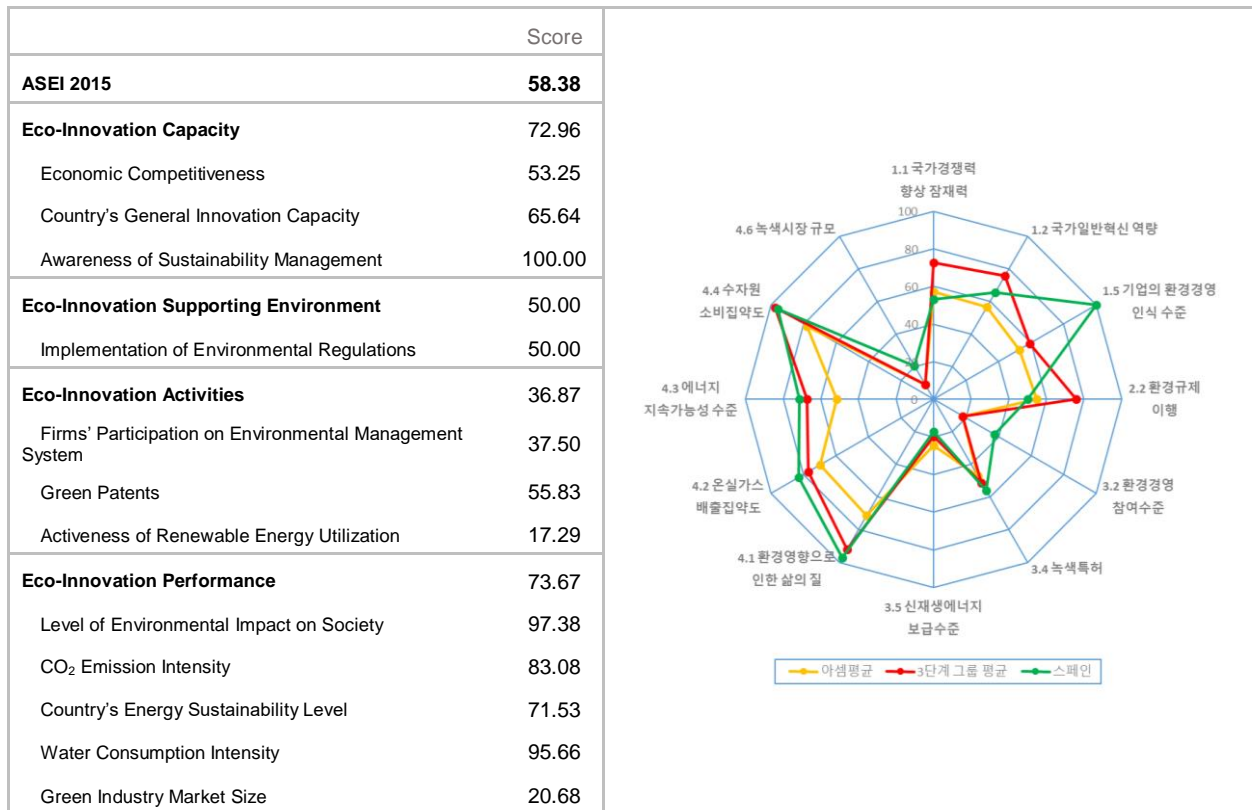 Score
ASEI 2015 58.38
Eco-Innovation Capacity 72.96
Economic Competitiveness 53.25
Country's General Innovation Capacity 65.64
Awareness of Sustainability Management 100.00
Eco-Innovation Supporting Environment 50.00
Implementation of Environmental Regulations 50.00
Eco-Innovation Activities 36.87
Firms' Participation on Environmental Management
System 37.50
Green Patents 55.83
Activeness of Renewable Energy Utilization 17.29
Eco-Innovation Performance 73.67
Level of Environmental Impact on Society 97.38
CO₂ Emission Intensity 83.08
Country's Energy Sustainability Level 71.53
Water Consumption Intensity 95.66
Green Industry Market Size 20.68
1.1 국가경쟁력
향상 잠재력
1.2 국가일반혁신 역량
1.5 기업의 환경경영
인식 수준
2.2 환경규제
이행
3.2 환경경영
참여수준
3.4 녹색특허
3.5 신재생에너지
보급수준
4.1 환경영향으로
인한 삶의 질
4.2 온실가스
배출집약도
4.3 에너지
지속가능성 수준
4.4 수자원
소비집약도
4.6 녹색시장 규모
100
80
60
40
20
0
아셈평균 3단계 그룹 평균 스페인